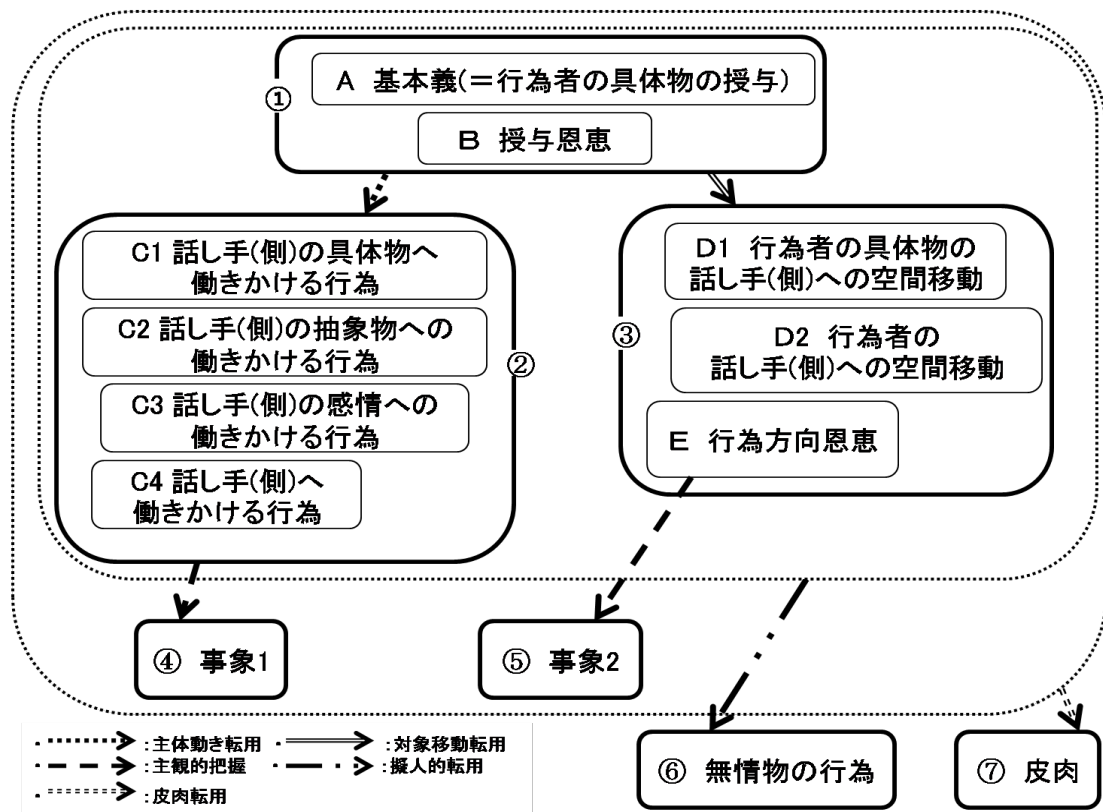 ①
A 基本義(＝行為者の具体物の授与)
B 授与恩恵
C1 話し手(側)の具体物へ
働きかける行為
C2 話し手(側)の抽象物への
働きかける行為
C3 話し手(側)の感情への
働きかける行為
C4 話し手(側)へ
働きかける行為
②
③
D1 行為者の具体物の
話し手(側)への空間移動
D2 行為者の
話し手(側)への空間移動
E 行為方向恩恵
④ 事象1
⑤ 事象2
⑥ 無情物の行為
⑦ 皮肉
:主体動き転用
:対象移動転用
:主観的把握
:擬人的転用
:皮肉転用